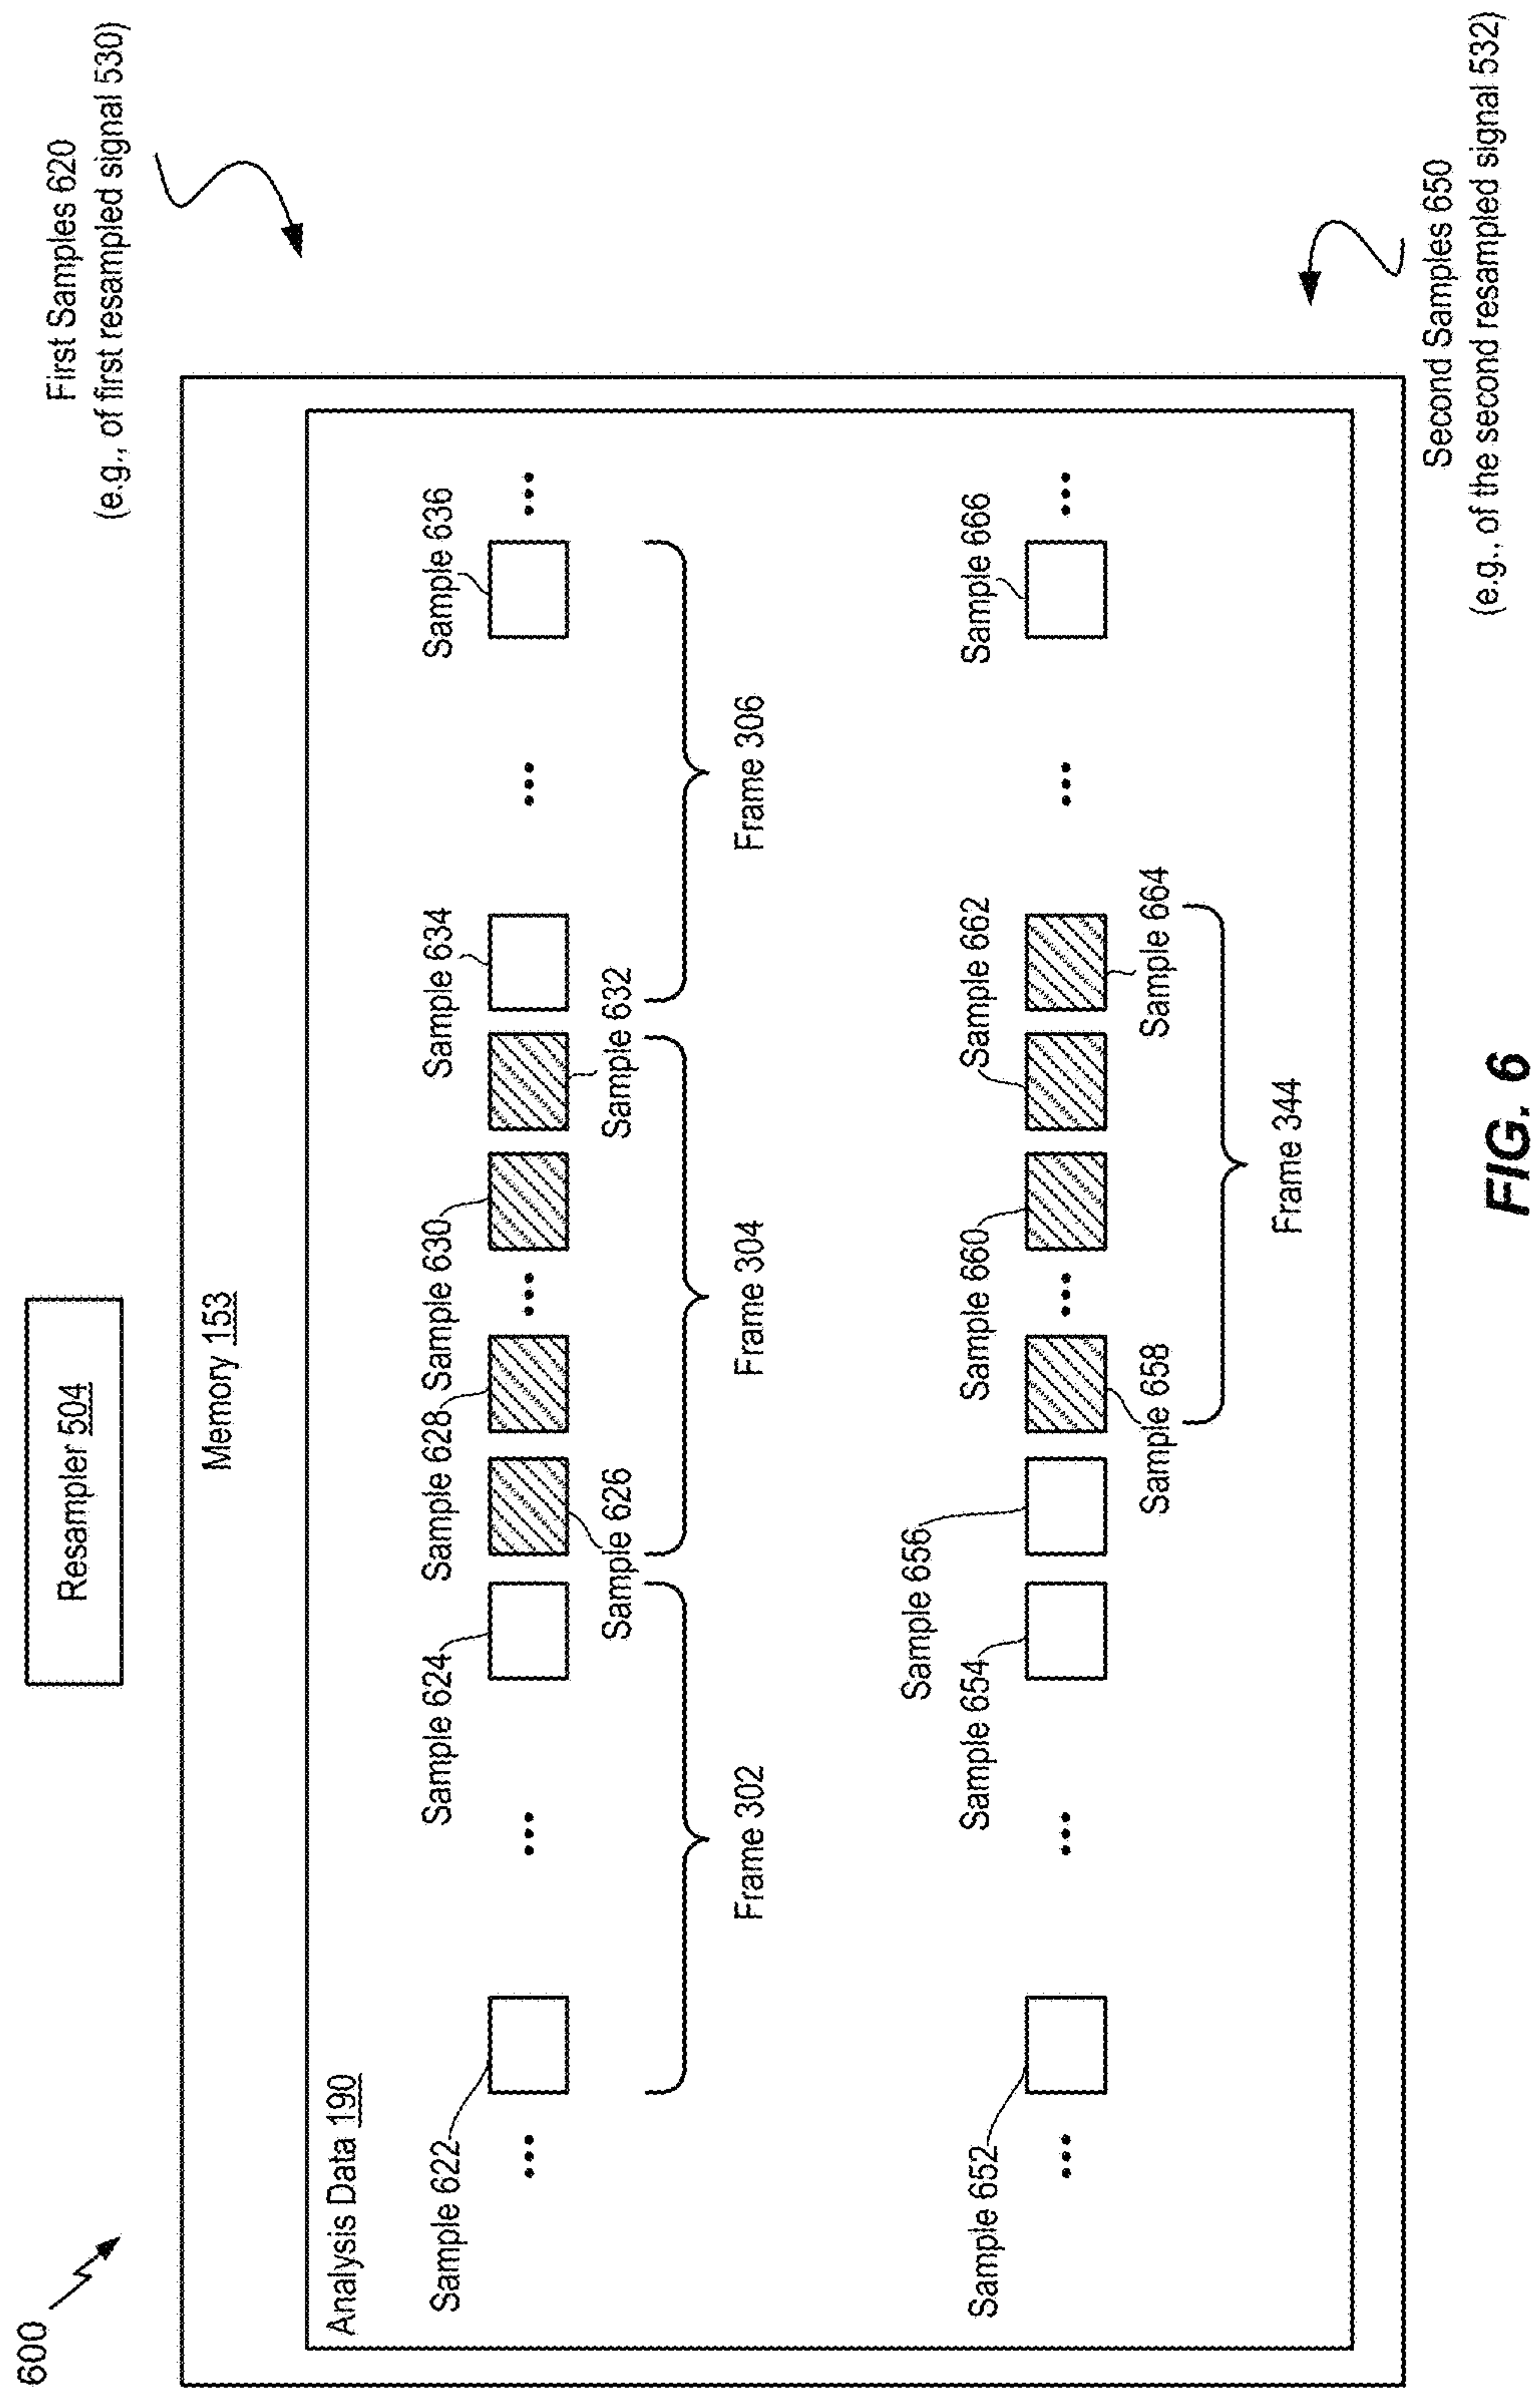 600
Resampler 504
First Samples 620
(e.g., of first resampled signal 530)
Memory 153
Analysis Data 190
Sample 622
Sample 624
Sample 628
Sample 630
Sample 634
Sample 636
...
...
...
...
...
Sample 626
Sample 632
Frame 302
Frame 304
Frame 306
Sample 656
Sample 652
Sample 654
Sample 660
Sample 662
Sample 666
...
...
...
...
...
Sample 658
Sample 664
Frame 344
Second Samples 650
(e.g., of the second resampled signal 532)
FIG. 6